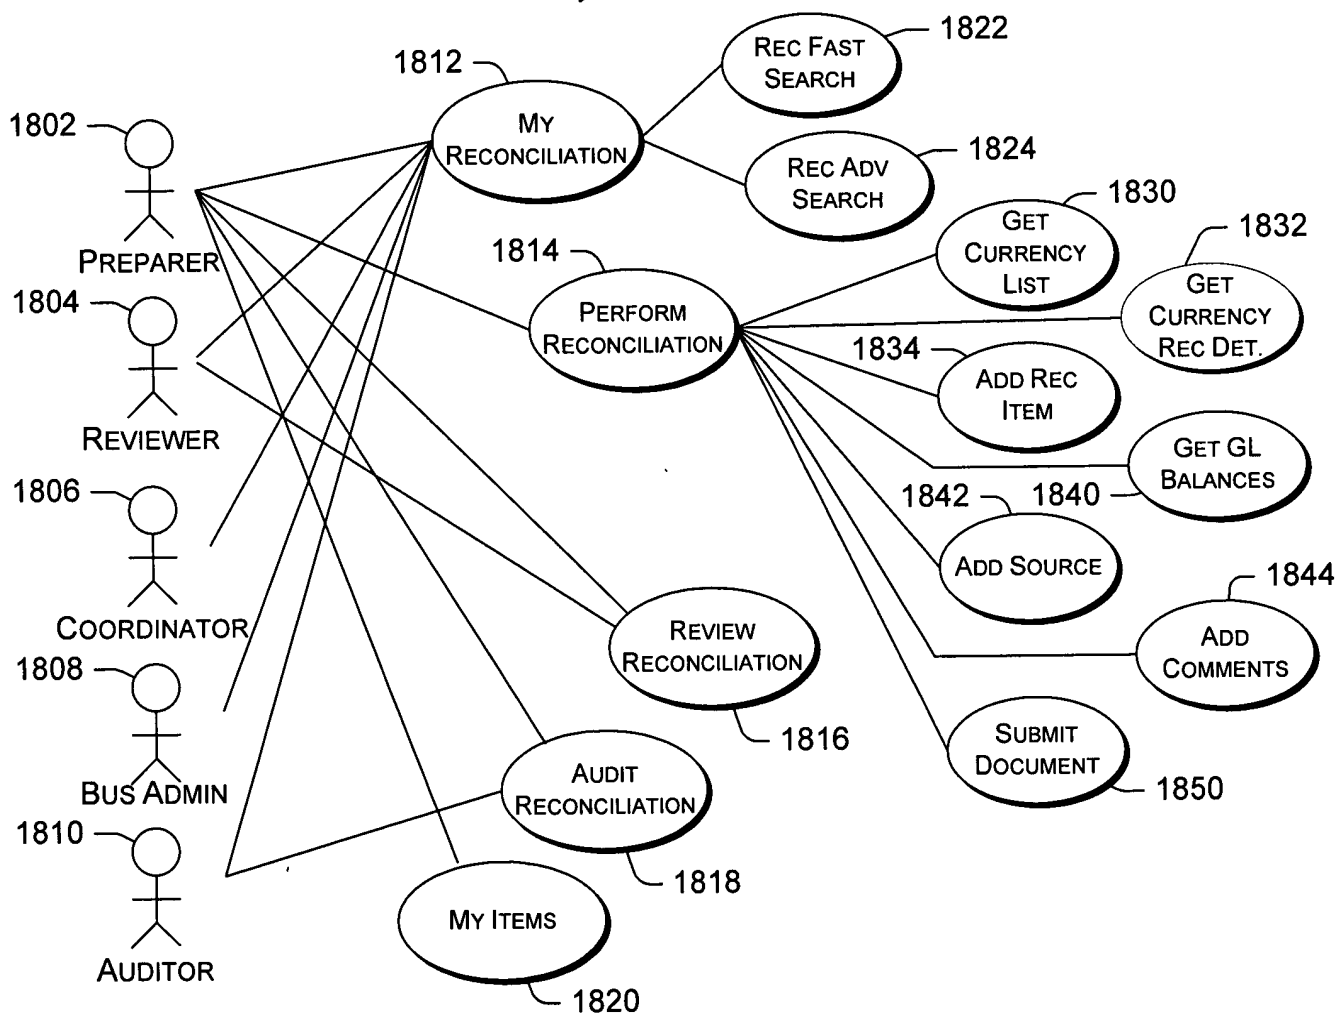 1822
REC FAST
SEARCH
1812
MY
RECONCILIATION
1802
PREPARER
1824
REC ADV
SEARCH
1830
GET
CURRENCY
LIST
1832
GET
CURRENCY
REC DET.
1814
PERFORM
RECONCILIATION
1804
REVIEWER
1834
ADD REC
ITEM
GET GL
BALANCES
1840
1842
ADD SOURCE
1806
COORDINATOR
1844
ADD
COMMENTS
REVIEW
RECONCILIATION
1816
1808
BUS ADMIN
SUBMIT
DOCUMENT
1850
AUDIT
RECONCILIATION
1818
1810
AUDITOR
MY ITEMS
1820